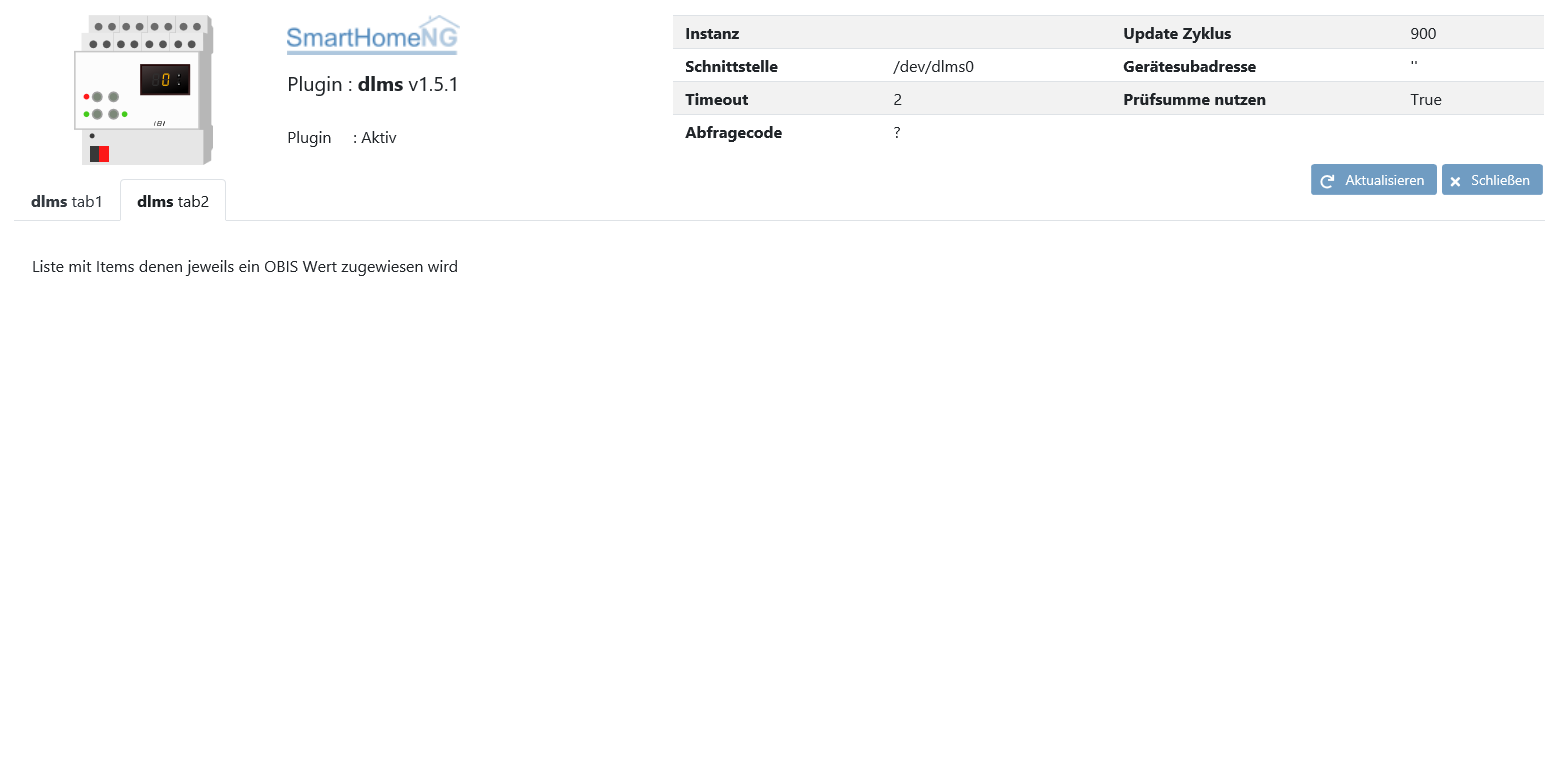 SmartHomeNG
Plugin : dlms v1.5.1
Plugin : Aktiv
Instanz Update Zyklus 900
Schnittstelle /dev/dlms0 Gerätesubadresse ''
Timeout 2 Prüfsumme nutzen True
Abfragecode ?
Aktualisieren Schließen
dlms tab1 dlms tab2
Liste mit Items denen jeweils ein OBIS Wert zugewiesen wird